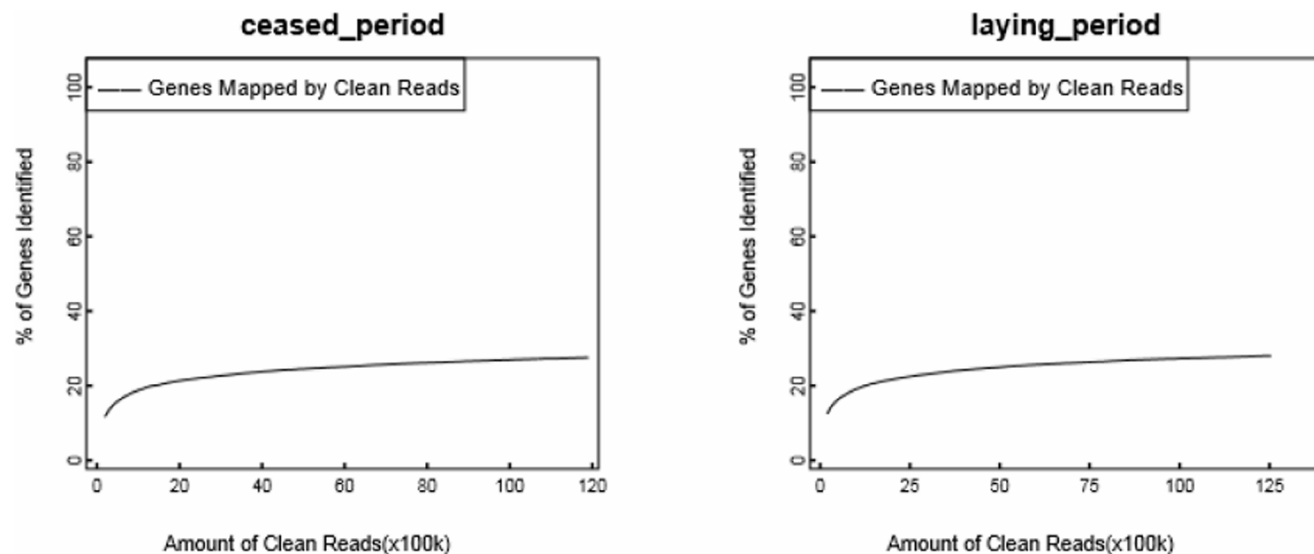 ceased_period
Genes Mapped by Clean Reads
% of Genes Identified
100
80
60
40
20
0
0 20 40 60 80 100 120
Amount of Clean Reads(x100k)
laying_period
Genes Mapped by Clean Reads
% of Genes Identified
100
80
60
40
20
0
0 25 50 75 100 125
Amount of Clean Reads(x100k)